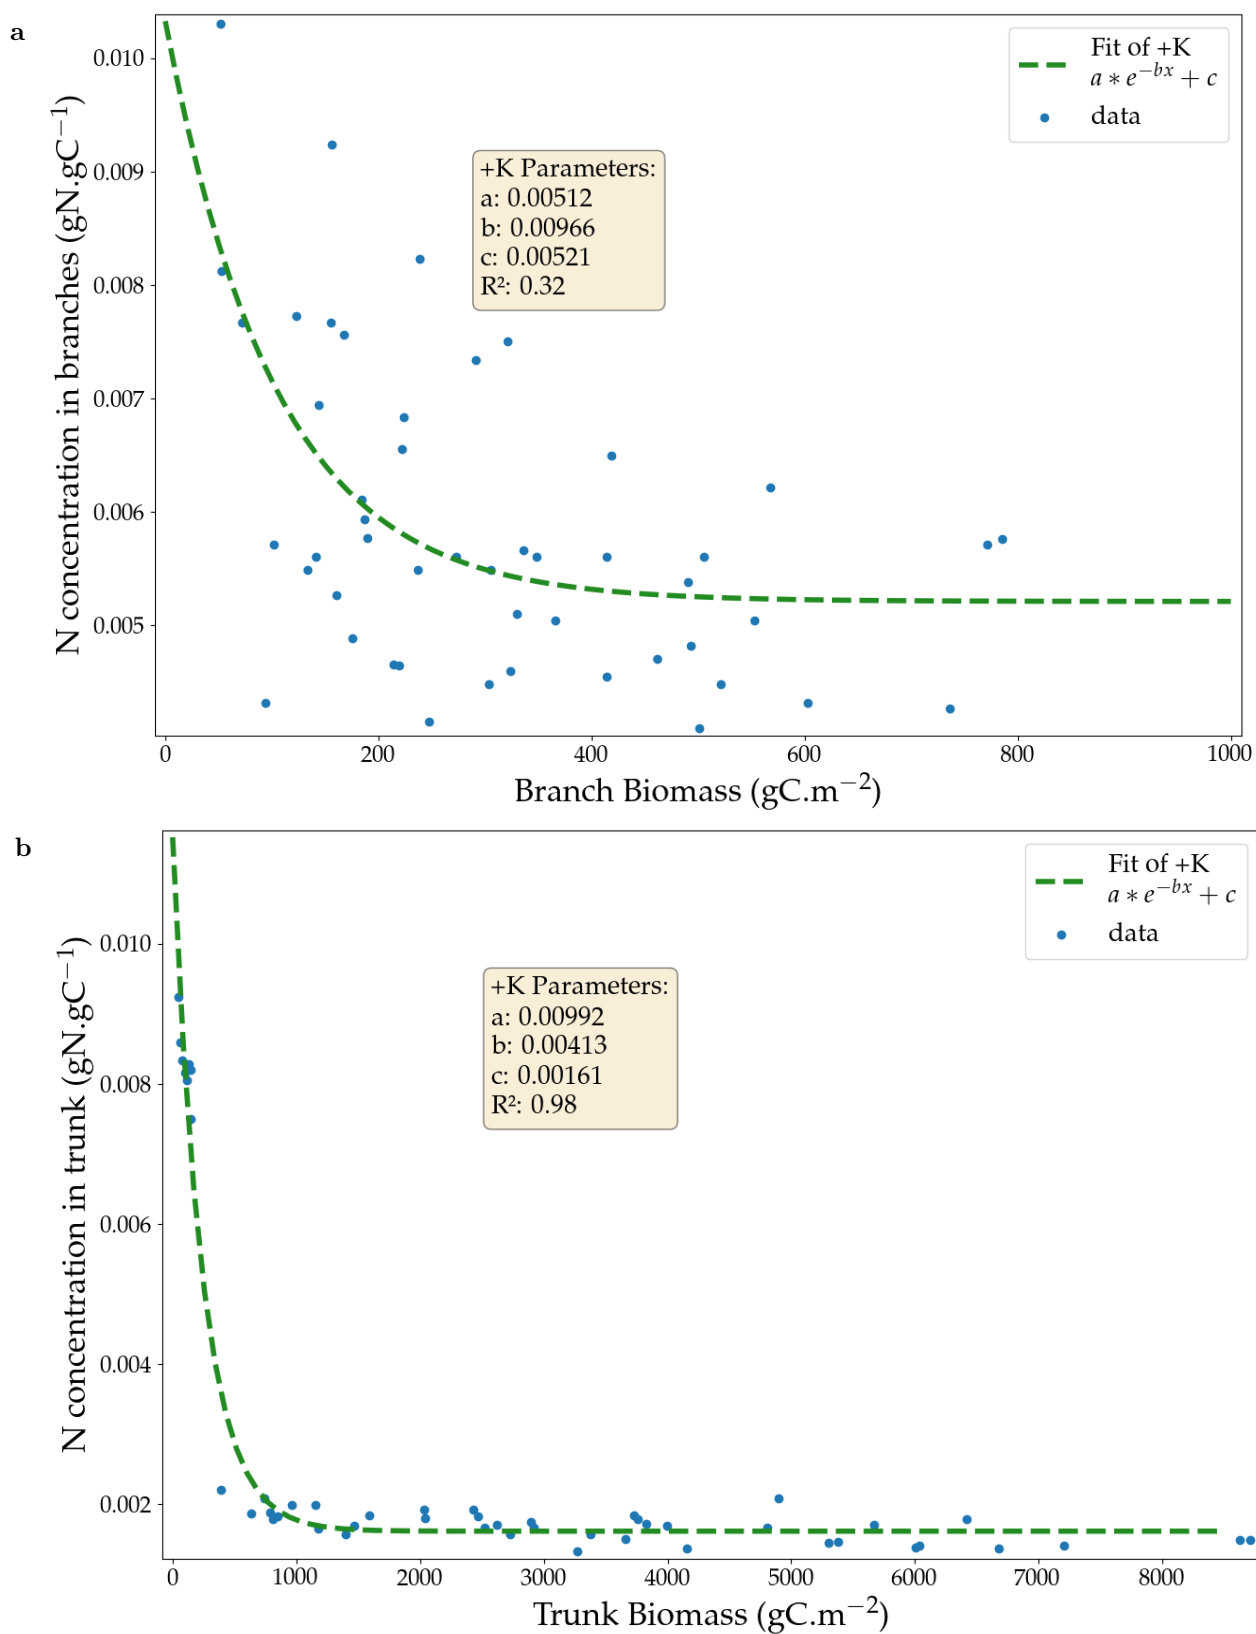 a
N concentration in branches (gN.gC⁻¹)
0.010
0.009
0.008
0.007
0.006
0.005
Fit of +K
a ∗ e^{−bx} + c
data
+K Parameters:
a: 0.00512
b: 0.00966
c: 0.00521
R²: 0.32
0
200
400
600
800
1000
Branch Biomass (gC.m⁻²)
b
N concentration in trunk (gN.gC⁻¹)
0.010
0.008
0.006
0.004
0.002
Fit of +K
a ∗ e^{−bx} + c
data
+K Parameters:
a: 0.00992
b: 0.00413
c: 0.00161
R²: 0.98
0
1000
2000
3000
4000
5000
6000
7000
8000
Trunk Biomass (gC.m⁻²)